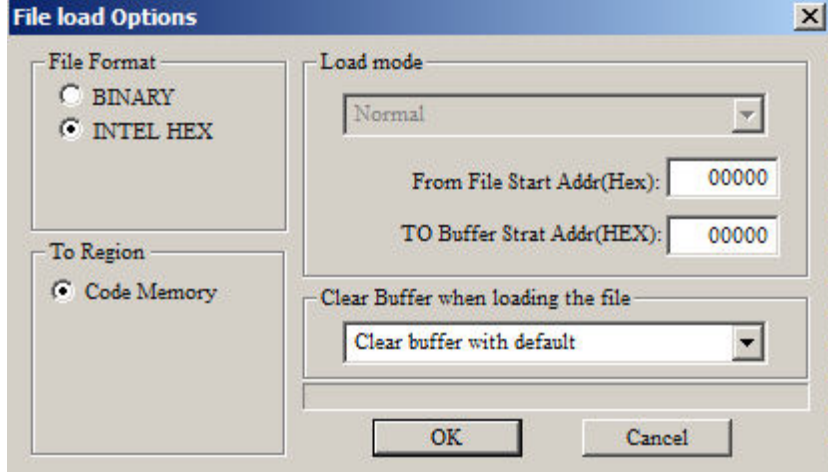 File load Options
File Format
BINARY
INTEL HEX
To Region
Code Memory
Load mode
Normal
From File Start Addr(Hex): 00000
TO Buffer Strat Addr(HEX): 00000
Clear Buffer when loading the file
Clear buffer with default
OK Cancel